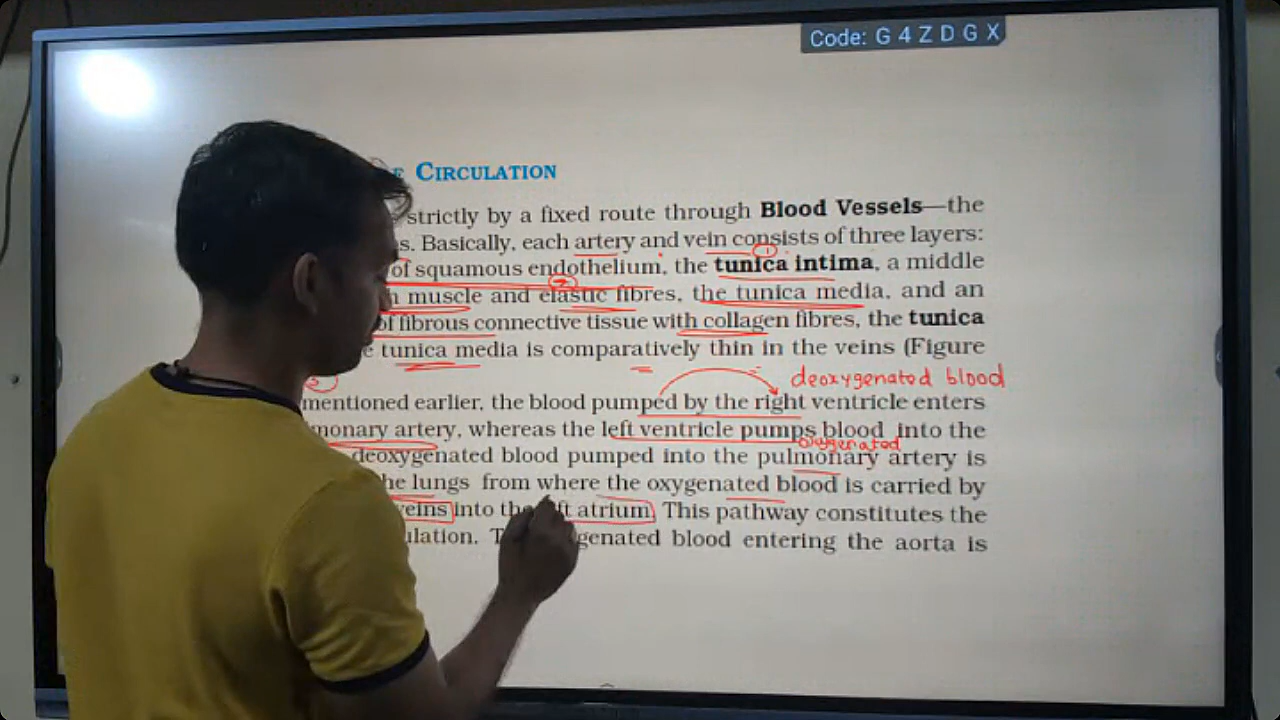 Code: G 4 Z D G X
CIRCULATION
strictly by a fixed route through Blood Vessels—the
Basically, each artery and vein consists of three layers:
1
of squamous endothelium, the tunica intima, a middle
2
muscle and elastic fibres, the tunica media, and an
of fibrous connective tissue with collagen fibres, the tunica
tunica media is comparatively thin in the veins (Figure
deoxygenated blood
mentioned earlier, the blood pumped by the right ventricle enters
artery, whereas the left ventricle pumps blood into the
oxygenated
deoxygenated blood pumped into the pulmonary artery is
lungs from where the oxygenated blood is carried by
veins into the atrium. This pathway constitutes the
blood entering the aorta is